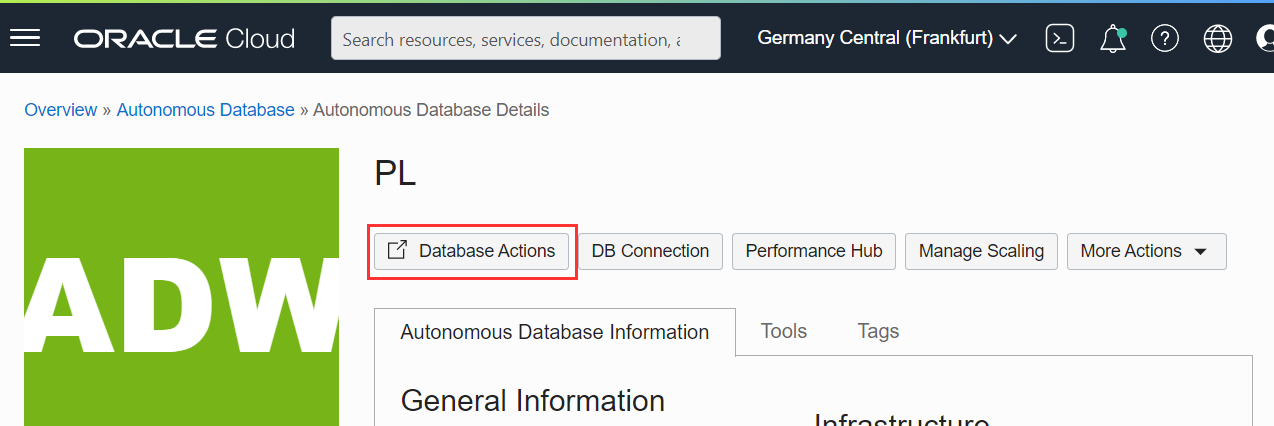 ORACLE Cloud
Search resources, services, documentation, a
Germany Central (Frankfurt)
Overview » Autonomous Database » Autonomous Database Details
ADW
PL
Database Actions
DB Connection
Performance Hub
Manage Scaling
More Actions
Autonomous Database Information
Tools
Tags
General Information
Infrastructure